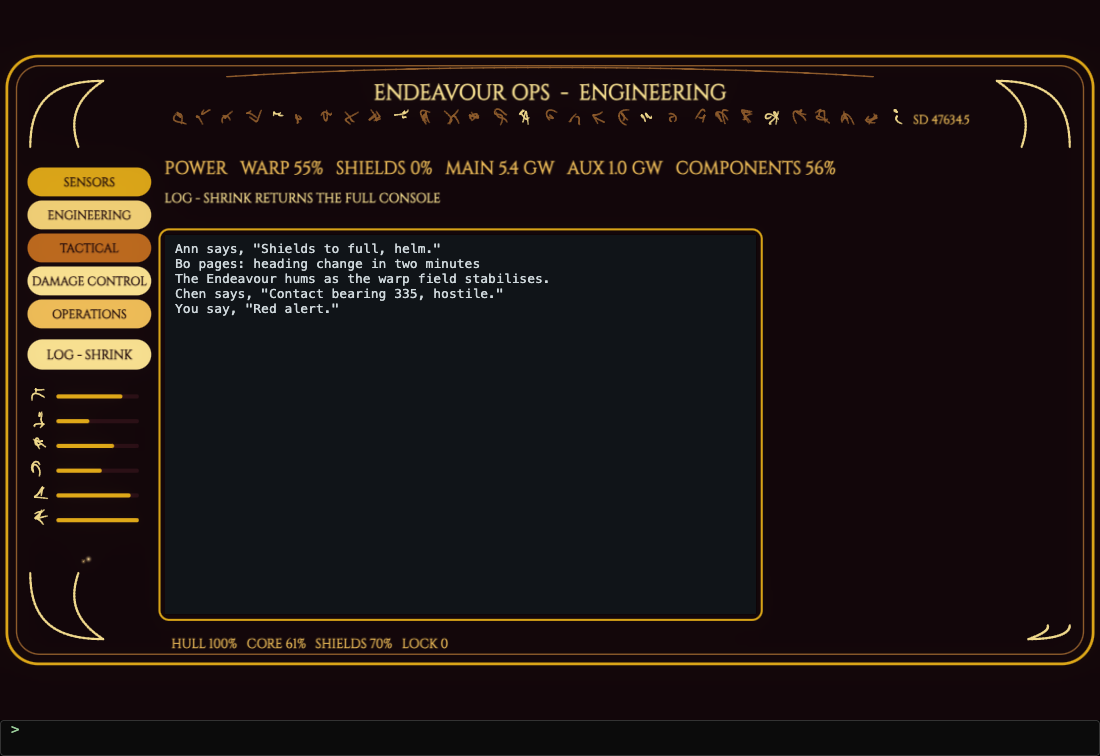 ENDEAVOUR OPS - ENGINEERING
SD 47634.5
POWER WARP 55% SHIELDS 0% MAIN 5.4 GW AUX 1.0 GW COMPONENTS 56%
LOG - SHRINK RETURNS THE FULL CONSOLE
SENSORS
ENGINEERING
TACTICAL
DAMAGE CONTROL
OPERATIONS
LOG - SHRINK
Ann says, "Shields to full, helm."
Bo pages: heading change in two minutes
The Endeavour hums as the warp field stabilises.
Chen says, "Contact bearing 335, hostile."
You say, "Red alert."
HULL 100% CORE 61% SHIELDS 70% LOCK 0
>